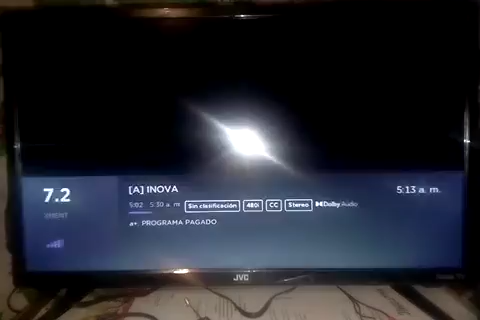 7.2
[A] INOVA
5:13 a. m.
5:02 5:30 a. m
Sin clasificación 480i CC Stereo Dolby Audio
a+. PROGRAMA PAGADO
JVC